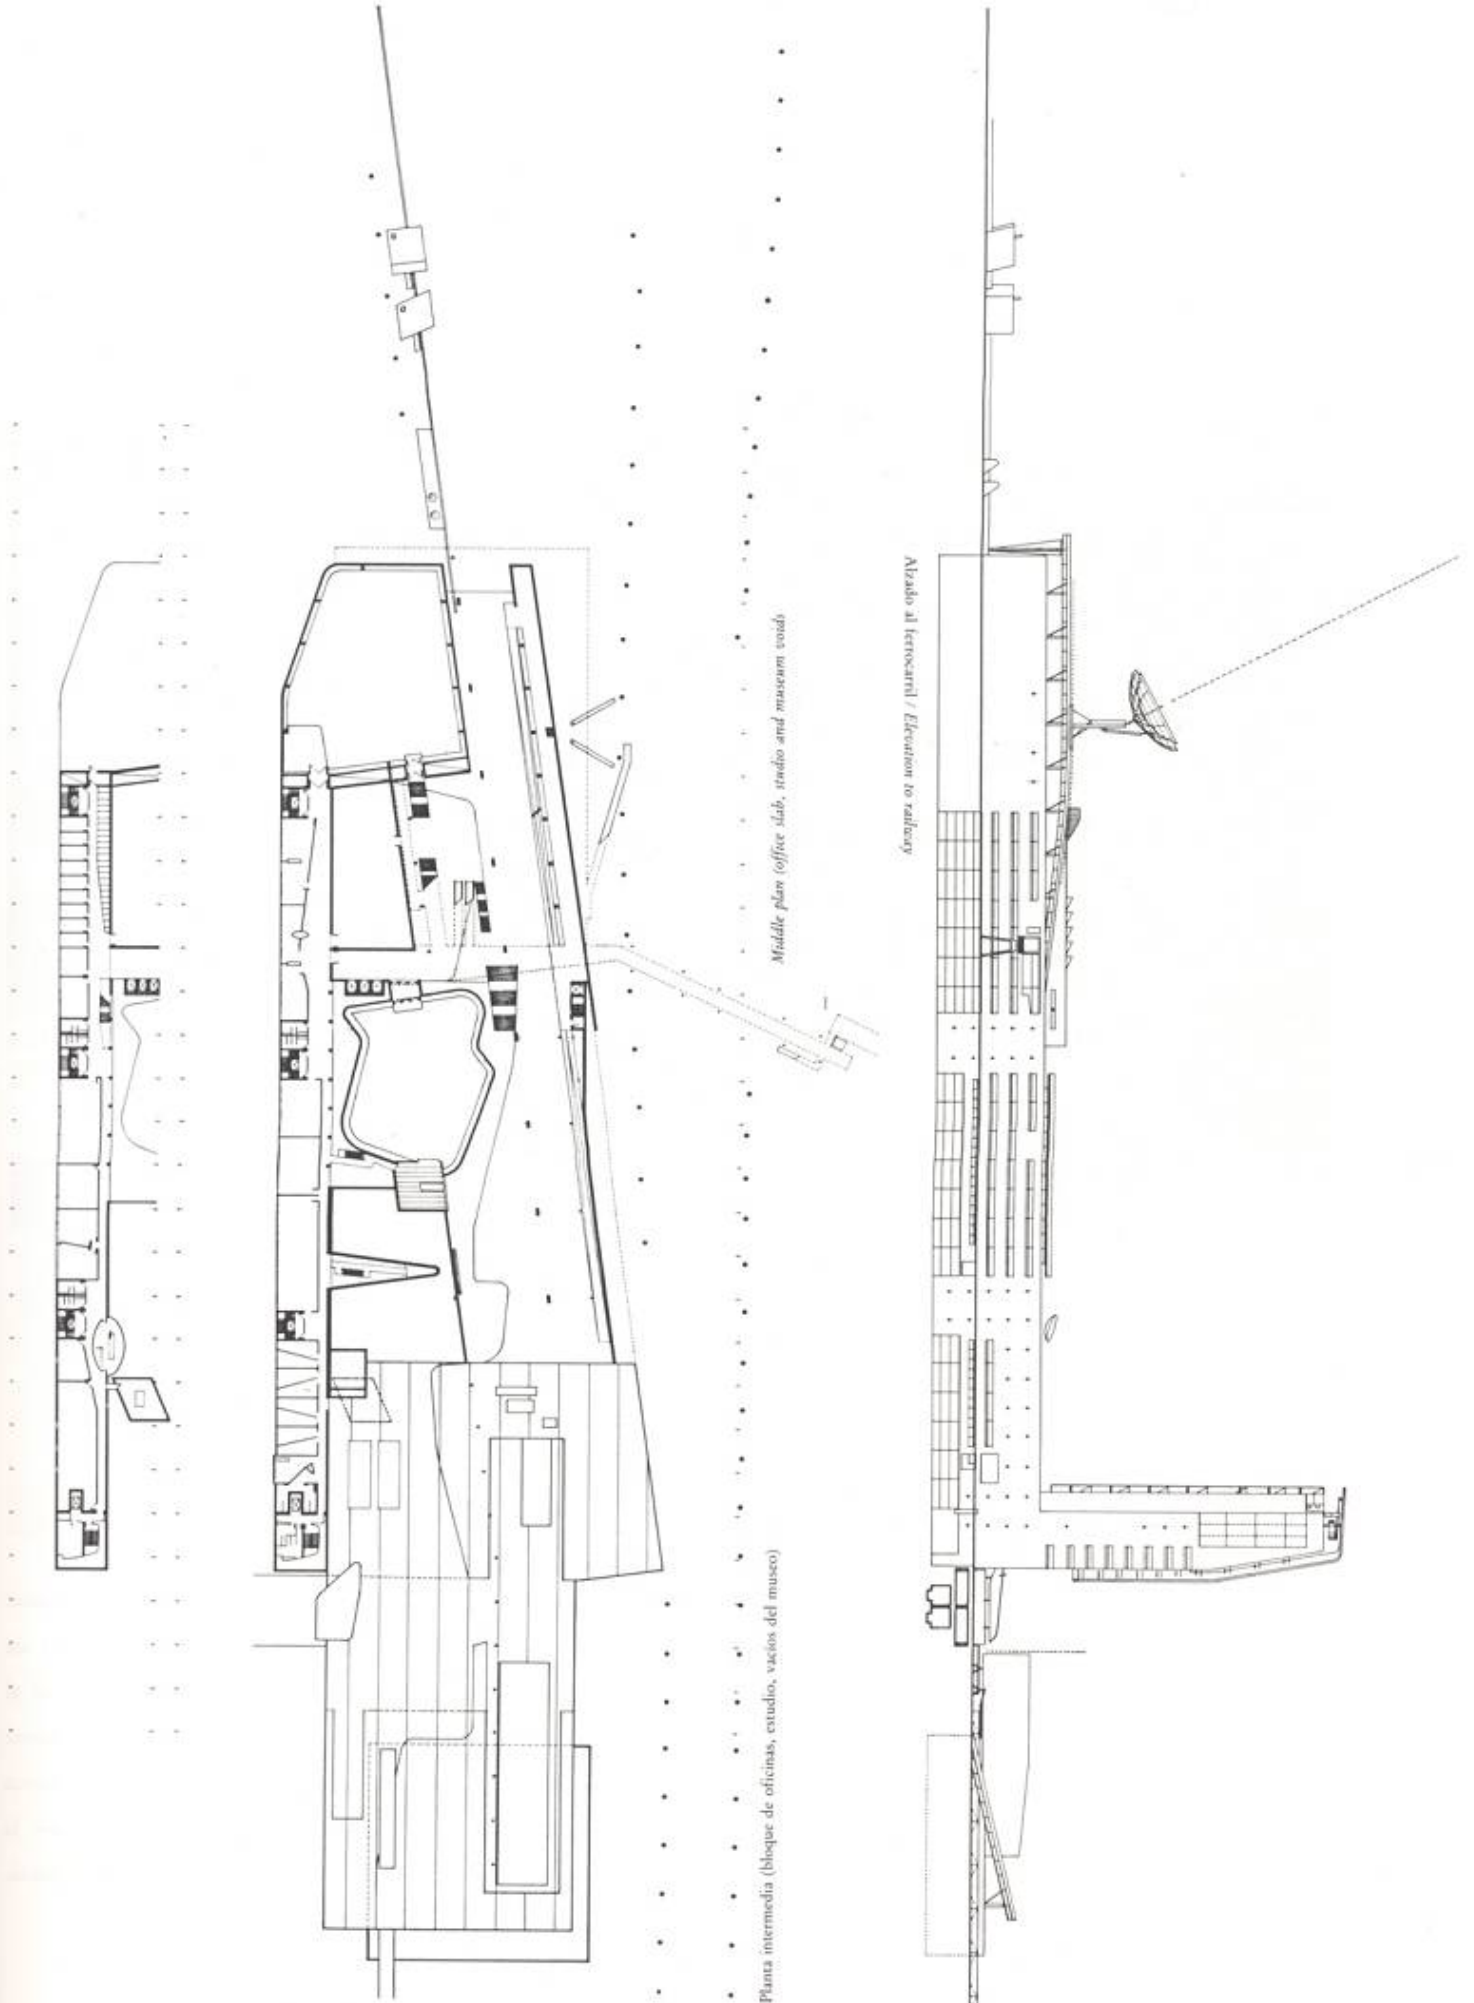 Planta intermedia (bloque de oficinas, estudio, vacíos del museo)
Middle plan (office slab, studio and museum voids)
Alzado al ferrocarril / Elevation to railway